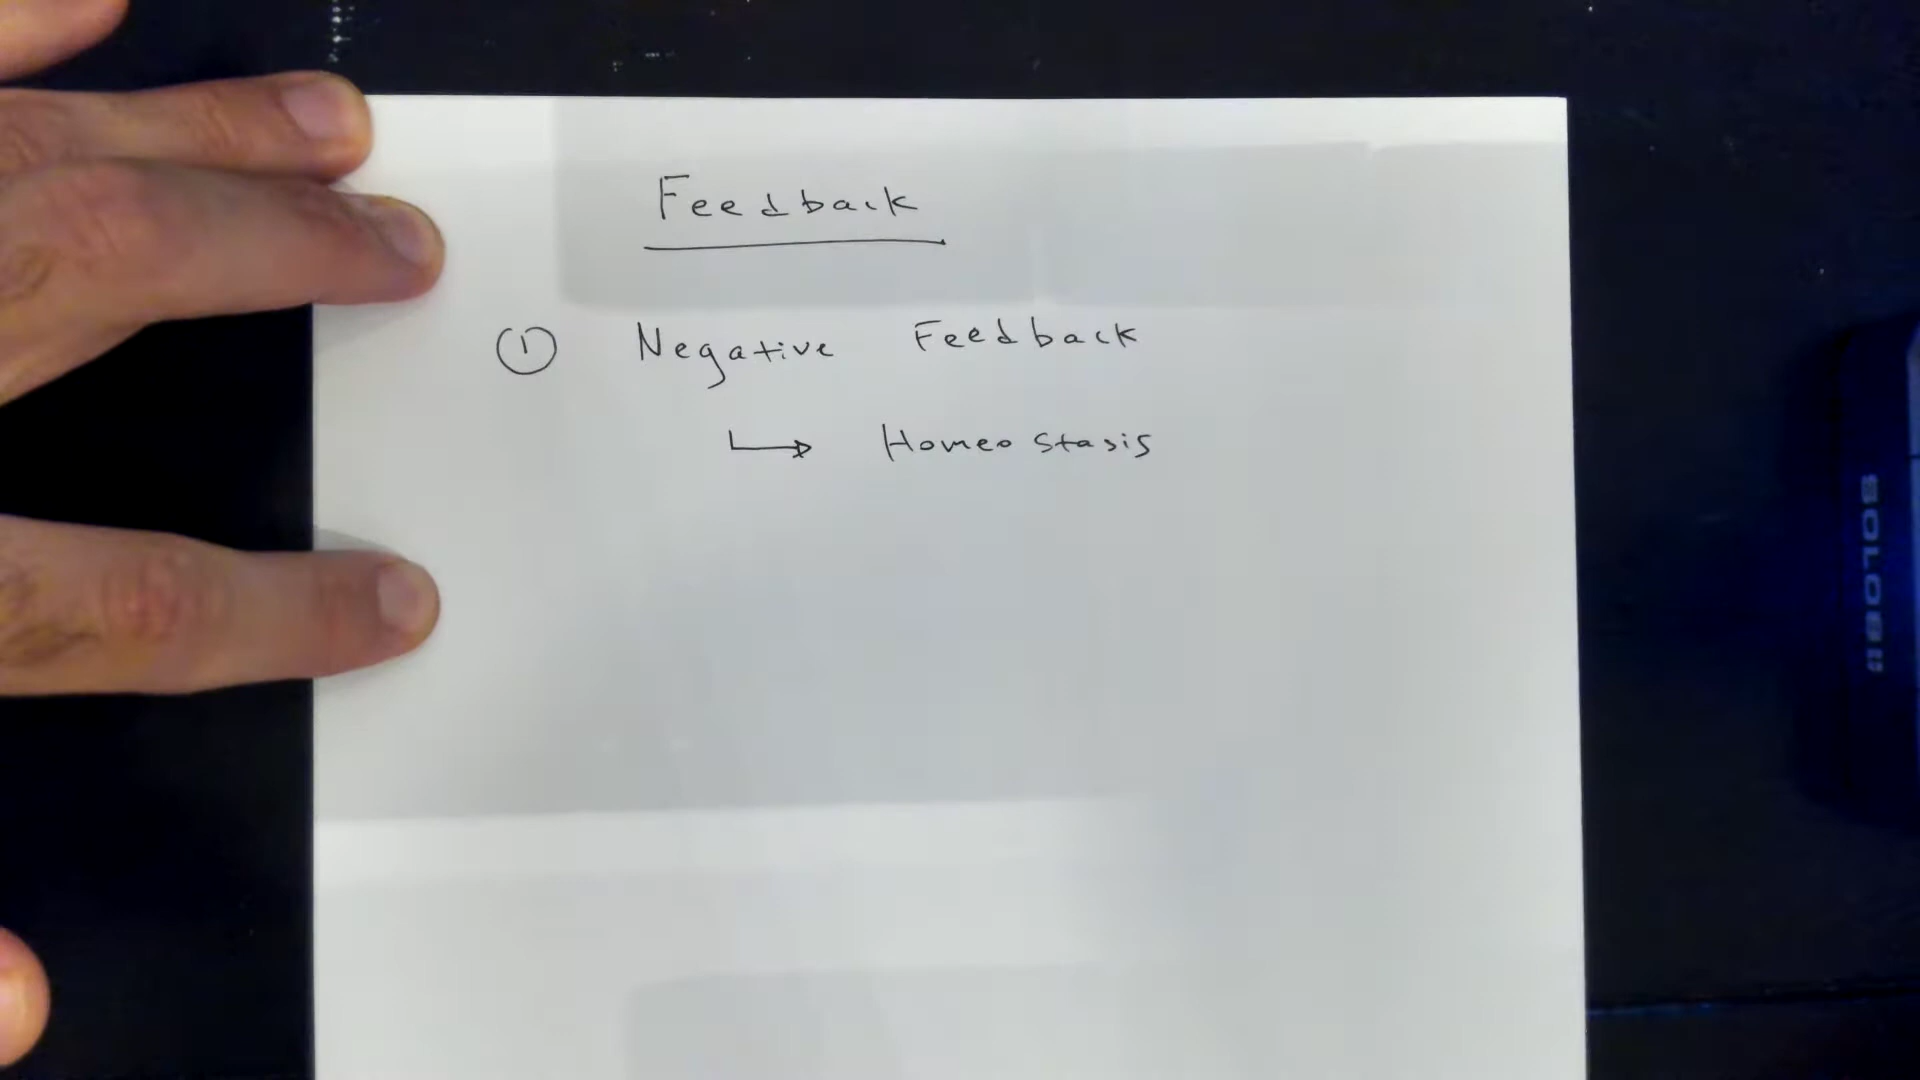 Feedback
① Negative Feedback
↳ Homeostasis